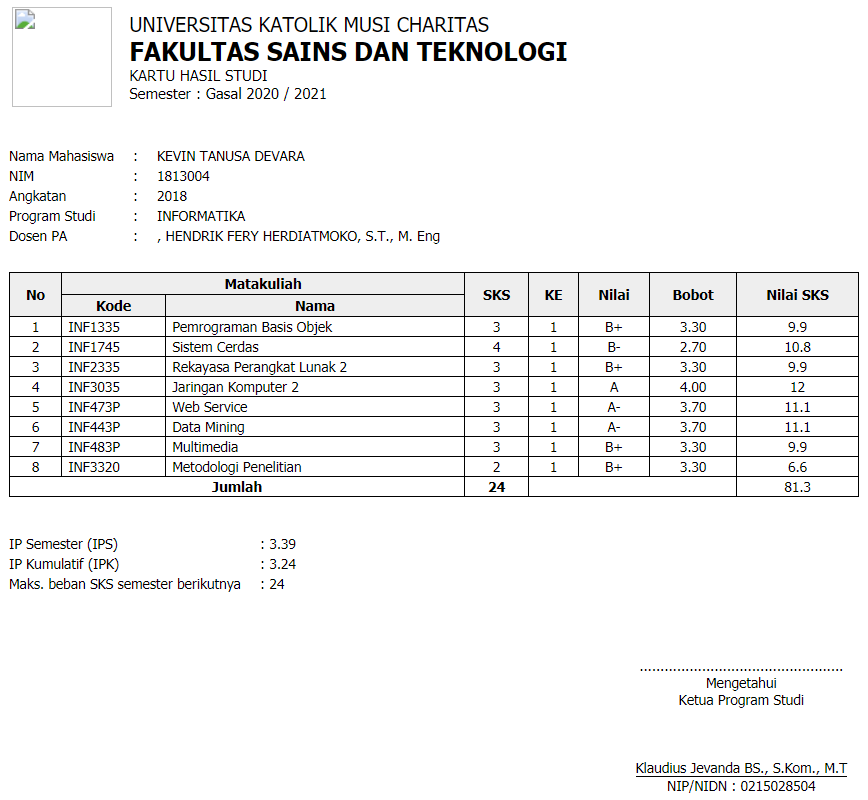 UNIVERSITAS KATOLIK MUSI CHARITAS
FAKULTAS SAINS DAN TEKNOLOGI
KARTU HASIL STUDI
Semester : Gasal 2020 / 2021
Nama Mahasiswa : KEVIN TANUSA DEVARA
NIM : 1813004
Angkatan : 2018
Program Studi : INFORMATIKA
Dosen PA : , HENDRIK FERY HERDIATMOKO, S.T., M. Eng
No Matakuliah SKS KE Nilai Bobot Nilai SKS
Kode Nama
1 INF1335 Pemrograman Basis Objek 3 1 B+ 3.30 9.9
2 INF1745 Sistem Cerdas 4 1 B- 2.70 10.8
3 INF2335 Rekayasa Perangkat Lunak 2 3 1 B+ 3.30 9.9
4 INF3035 Jaringan Komputer 2 3 1 A 4.00 12
5 INF473P Web Service 3 1 A- 3.70 11.1
6 INF443P Data Mining 3 1 A- 3.70 11.1
7 INF483P Multimedia 3 1 B+ 3.30 9.9
8 INF3320 Metodologi Penelitian 2 1 B+ 3.30 6.6
Jumlah 24 81.3
IP Semester (IPS) : 3.39
IP Kumulatif (IPK) : 3.24
Maks. beban SKS semester berikutnya : 24
.................................................
Mengetahui
Ketua Program Studi
Klaudius Jevanda BS., S.Kom., M.T
NIP/NIDN : 0215028504